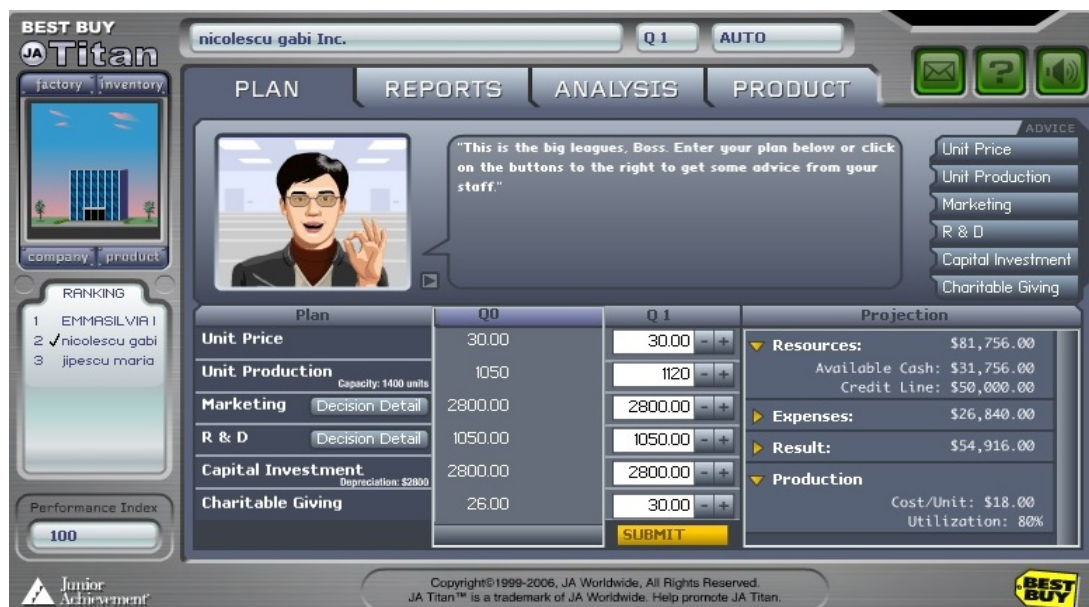 BEST BUY
JA Titan
factory inventory
company product
RANKING
1 EMMASILVIA I
2 nicolescu gabi
3 jipescu maria
Performance Index
100
Junior
Achievement
nicolescu gabi Inc.
Q 1
AUTO
PLAN
REPORTS
ANALYSIS
PRODUCT
"This is the big leagues, Boss. Enter your plan below or click
on the buttons to the right to get some advice from your
staff."
ADVICE
Unit Price
Unit Production
Marketing
R & D
Capital Investment
Charitable Giving
Plan Q0 Q 1
Unit Price 30.00 30.00 - +
Unit Production 1050 1120 - +
Capacity: 1400 units
Marketing Decision Detail 2800.00 2800.00 - +
R & D Decision Detail 1050.00 1050.00 - +
Capital Investment 2800.00 2800.00 - +
Depreciation: $2800
Charitable Giving 26.00 30.00 - +
SUBMIT
Projection
Resources: $81,756.00
Available Cash: $31,756.00
Credit Line: $50,000.00
Expenses: $26,840.00
Result: $54,916.00
Production
Cost/Unit: $18.00
Utilization: 80%
Copyright©1999-2006, JA Worldwide, All Rights Reserved.
JA Titan™ is a trademark of JA Worldwide. Help promote JA Titan.
BEST
BUY